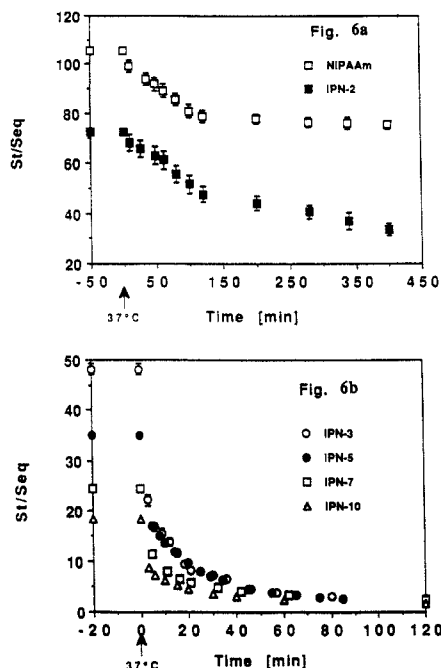 120
Fig. 6a
100
NIPAAm
IPN-2
80
60
40
20
St/Seq
-50 50 150 250 350 450
37°C
Time [min]
50
Fig. 6b
40
IPN-3
IPN-5
30
IPN-7
IPN-10
20
10
0
St/Seq
-20 0 20 40 60 80 100 120
37°C
Time [min]